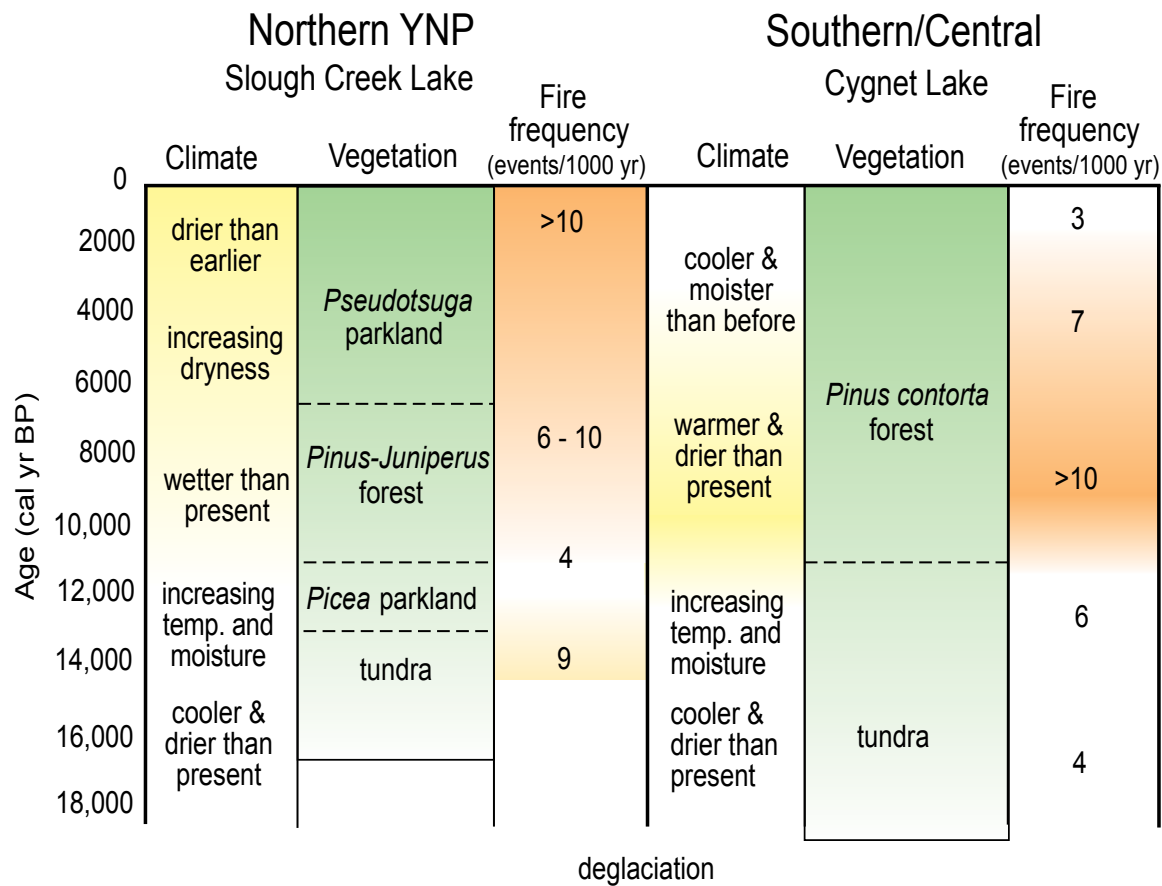 Northern YNP
Slough Creek Lake
Southern/Central
Cygnet Lake
Climate
Vegetation
Fire
frequency
(events/1000 yr)
Climate
Vegetation
Fire
frequency
(events/1000 yr)
Age (cal yr BP)
0
2000
4000
6000
8000
10,000
12,000
14,000
16,000
18,000
drier than
earlier
increasing
dryness
wetter than
present
increasing
temp. and
moisture
cooler &
drier than
present
Pseudotsuga
parkland
Pinus-Juniperus
forest
Picea parkland
tundra
>10
6 - 10
4
9
cooler &
moister
than before
warmer &
drier than
present
increasing
temp. and
moisture
cooler &
drier than
present
Pinus contorta
forest
tundra
3
7
>10
6
4
deglaciation